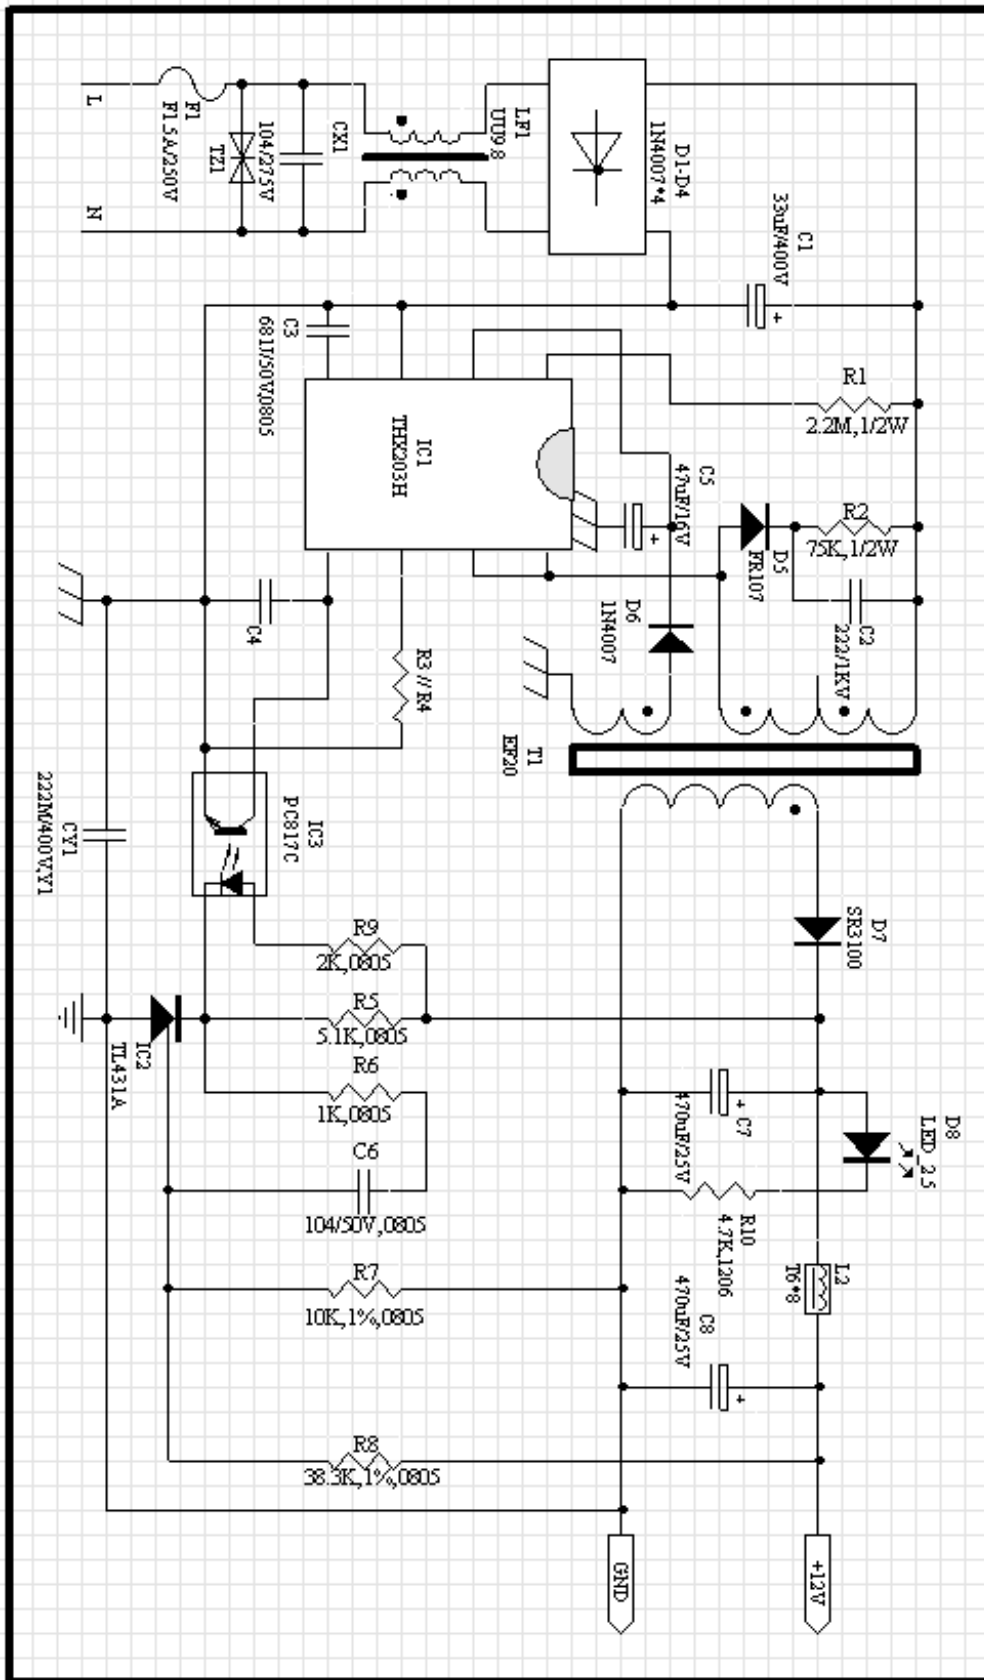 L
F1
F1.5A/250V
N
TZ1
104/275V
CX1
LF1
UU9.8
D1-D4
1N4007*4
C1
33uF/400V
C3
681J/50V,0805
IC1
THX203H
R1
2.2M,1/2W
C5
47uF/16V
R2
75K,1/2W
D5
FR107
C2
222/1KV
D6
1N4007
C4
R3 // R4
T1
EF20
CY1
222M/400V,Y1
IC3
PC817C
D7
SR3100
R9
2K,0805
R5
5.1K,0805
IC2
TL431A
R6
1K,0805
C6
104/50V,0805
+
C7
470uF/25V
D8
LED_2.5
R10
4.7K,1206
L2
T6*8
R7
10K,1%,0805
C8
470uF/25V
+
R8
38.3K,1%,0805
GND
+12V
+
+